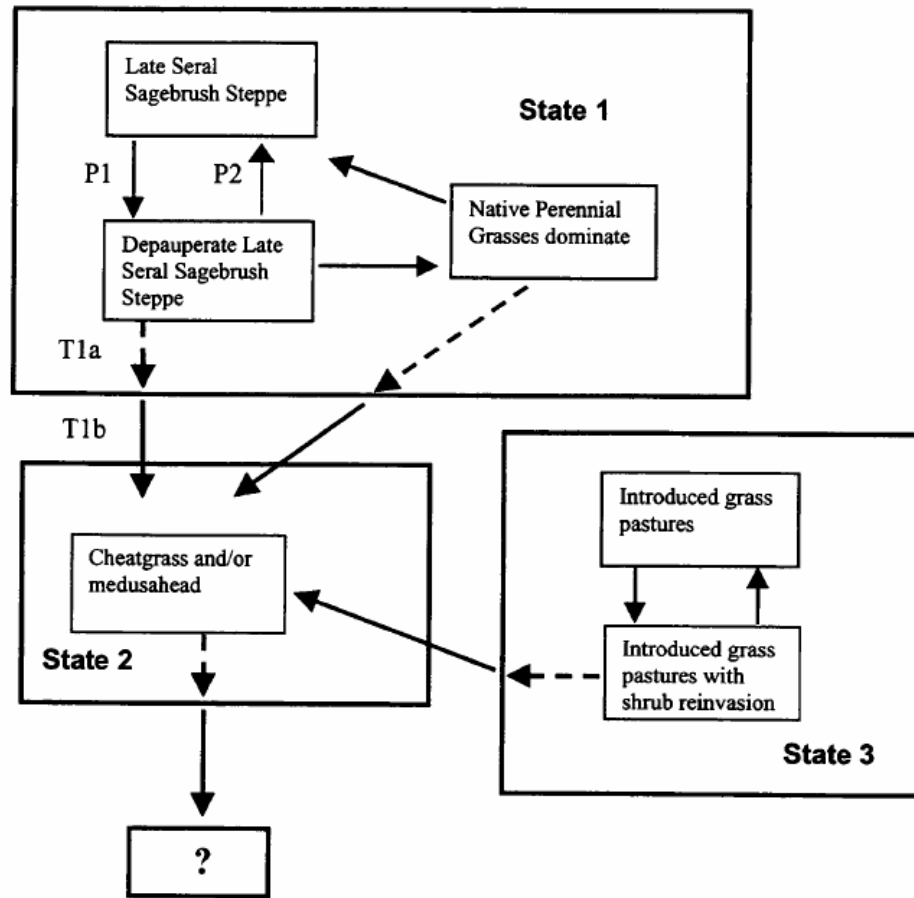 Late Seral
Sagebrush Steppe
State 1
P1
P2
Native Perennial
Grasses dominate
Depauperate Late
Seral Sagebrush
Steppe
T1a
T1b
Introduced grass
pastures
Cheatgrass and/or
medusahead
State 2
Introduced grass
pastures with
shrub reinvasion
State 3
?